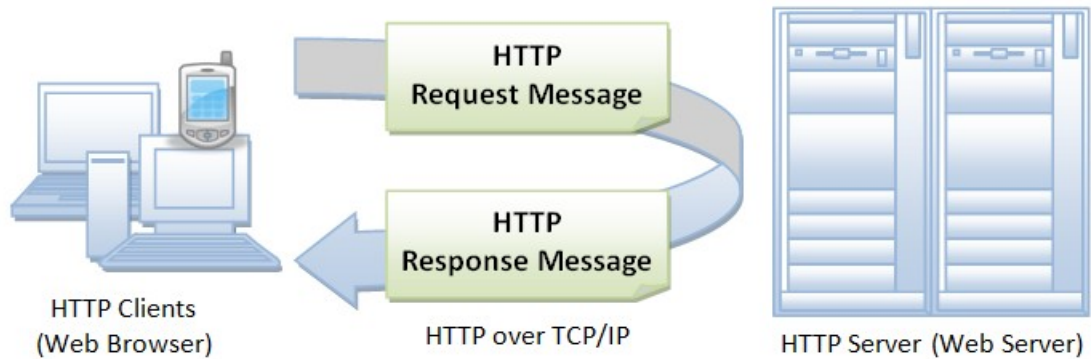 HTTP
Request Message
HTTP
Response Message
HTTP Clients
(Web Browser)
HTTP over TCP/IP
HTTP Server (Web Server)